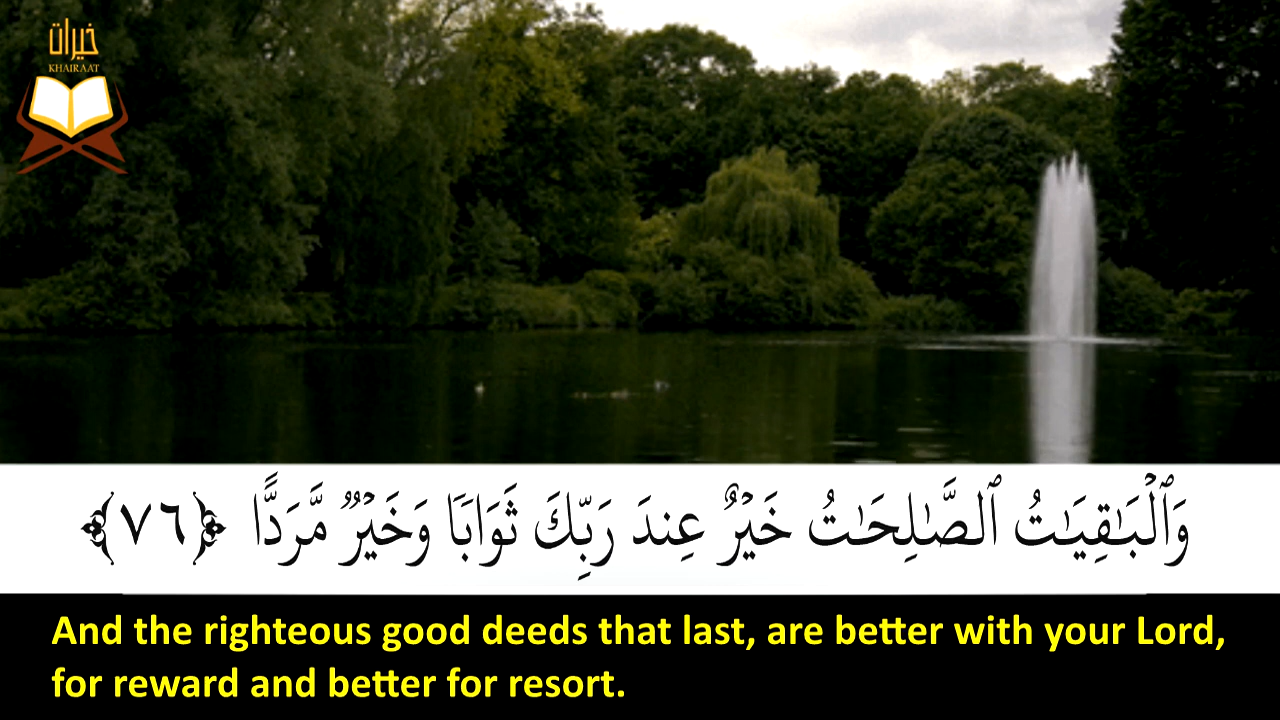 خيرات
KHAIRAAT
وَٱلْبَـٰقِيَـٰتُ ٱلصَّـٰلِحَـٰتُ خَيْرٌ عِندَ رَبِّكَ ثَوَابًا وَخَيْرٌ مَّرَدًّا ﴿٧٦﴾
And the righteous good deeds that last, are better with your Lord,
for reward and better for resort.